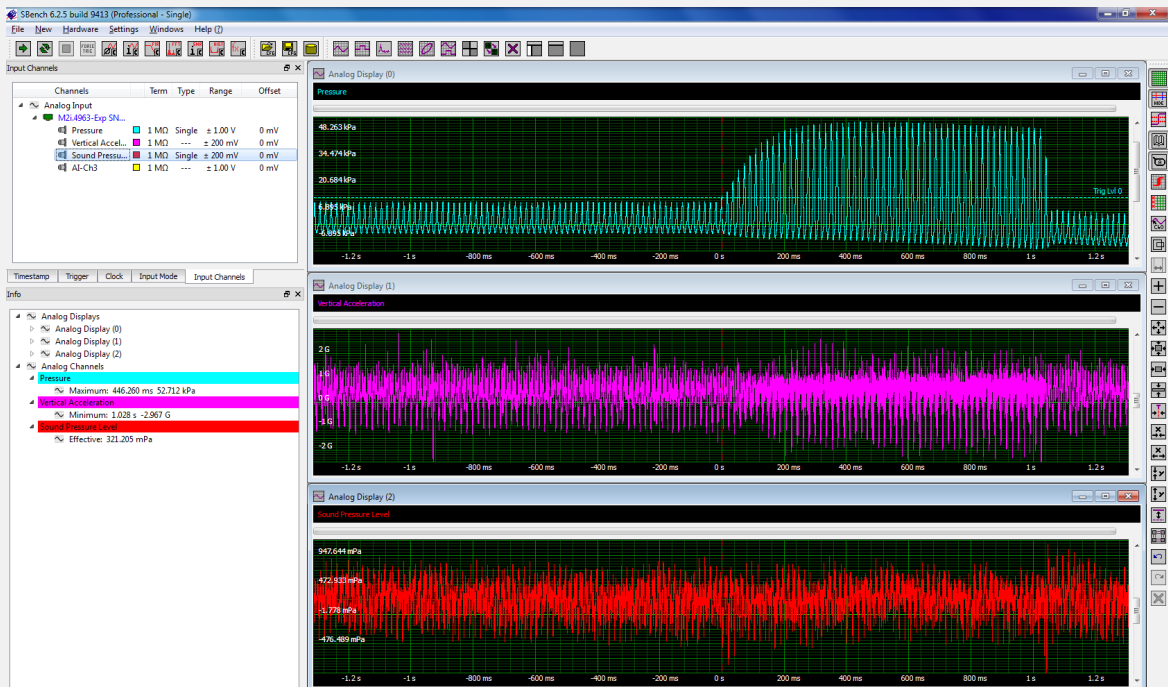 SBench 6.2.5 build 9413 (Professional - Single)
File New Hardware Settings Windows Help (?)
Input Channels
Channels Term Type Range Offset
Analog Input
M2i.4963-Exp SN...
Pressure 1 MΩ Single ± 1.00 V 0 mV
Vertical Accel... 1 MΩ --- ± 200 mV 0 mV
Sound Pressu... 1 MΩ Single ± 200 mV 0 mV
AI-Ch3 1 MΩ --- ± 1.00 V 0 mV
Timestamp Trigger Clock Input Mode Input Channels
Info
Analog Displays
Analog Display (0)
Analog Display (1)
Analog Display (2)
Analog Channels
Pressure
Maximum: 446.260 ms 52.712 kPa
Vertical Acceleration
Minimum: 1.028 s -2.967 G
Sound Pressure Level
Effective: 321.205 mPa
Analog Display (0)
Pressure
48.263 kPa
34.474 kPa
20.684 kPa
Trig Lvl 0
6.895 kPa
-6.895 kPa
-1.2 s -1 s -800 ms -600 ms -400 ms -200 ms 0 s 200 ms 400 ms 600 ms 800 ms 1 s 1.2 s
Analog Display (1)
Vertical Acceleration
2 G
1 G
0 G
-1 G
-2 G
-1.2 s -1 s -800 ms -600 ms -400 ms -200 ms 0 s 200 ms 400 ms 600 ms 800 ms 1 s 1.2 s
Analog Display (2)
Sound Pressure Level
947.644 mPa
472.933 mPa
-1.778 mPa
-476.489 mPa
-1.2 s -1 s -800 ms -600 ms -400 ms -200 ms 0 s 200 ms 400 ms 600 ms 800 ms 1 s 1.2 s